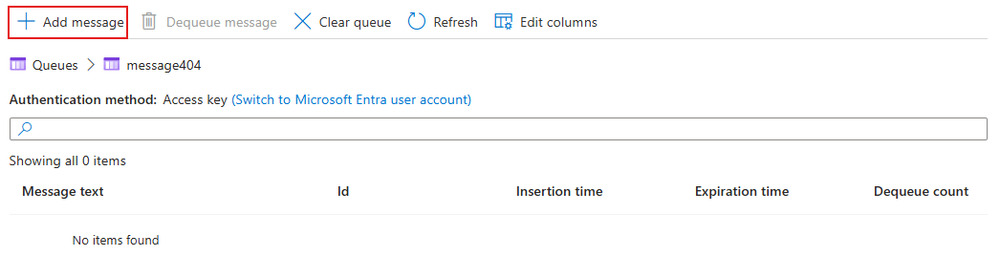 Add message Dequeue message Clear queue Refresh Edit columns
Queues > message404
Authentication method: Access key (Switch to Microsoft Entra user account)
Showing all 0 items
Message text Id Insertion time Expiration time Dequeue count
No items found